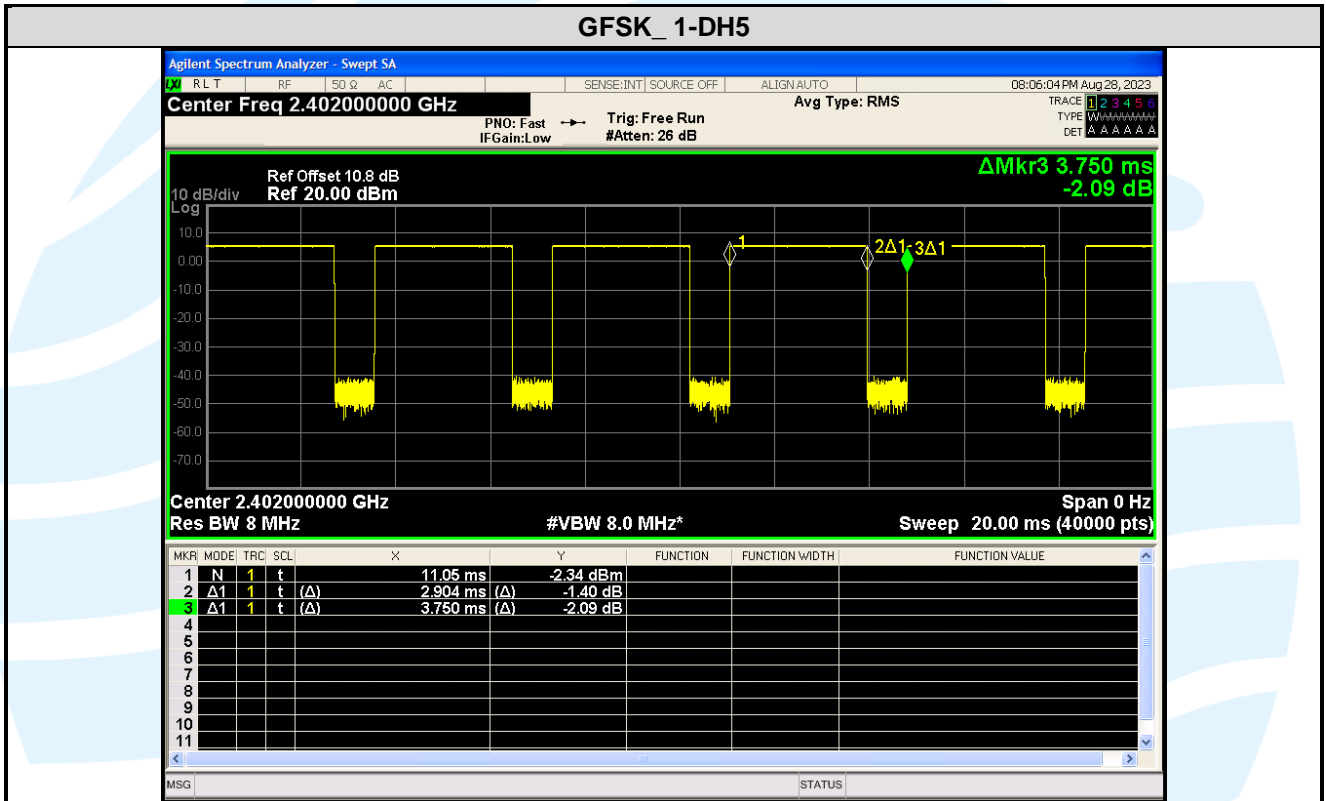 GFSK_ 1-DH5
Agilent Spectrum Analyzer - Swept SA
LXI RLT RF 50 Ω AC SENSE:INT SOURCE OFF ALIGN AUTO 08:06:04 PM Aug 28, 2023
Center Freq 2.402000000 GHz
PNO: Fast
IFGain:Low
Trig: Free Run
#Atten: 26 dB
Avg Type: RMS
TRACE 1 2 3 4 5 6
TYPE W
DET A A A A A A
ΔMkr3 3.750 ms
-2.09 dB
Ref Offset 10.8 dB
10 dB/div Ref 20.00 dBm
Log
10.0
0.00
-10.0
-20.0
-30.0
-40.0
-50.0
-60.0
-70.0
1
2Δ1
3Δ1
Center 2.402000000 GHz Span 0 Hz
Res BW 8 MHz #VBW 8.0 MHz* Sweep 20.00 ms (40000 pts)
MKR MODE TRC SCL X Y FUNCTION FUNCTION WIDTH FUNCTION VALUE
1 N 1 t 11.05 ms -2.34 dBm
2 Δ1 1 t (Δ) 2.904 ms (Δ) -1.40 dB
3 Δ1 1 t (Δ) 3.750 ms (Δ) -2.09 dB
4
5
6
7
8
9
10
11
MSG STATUS